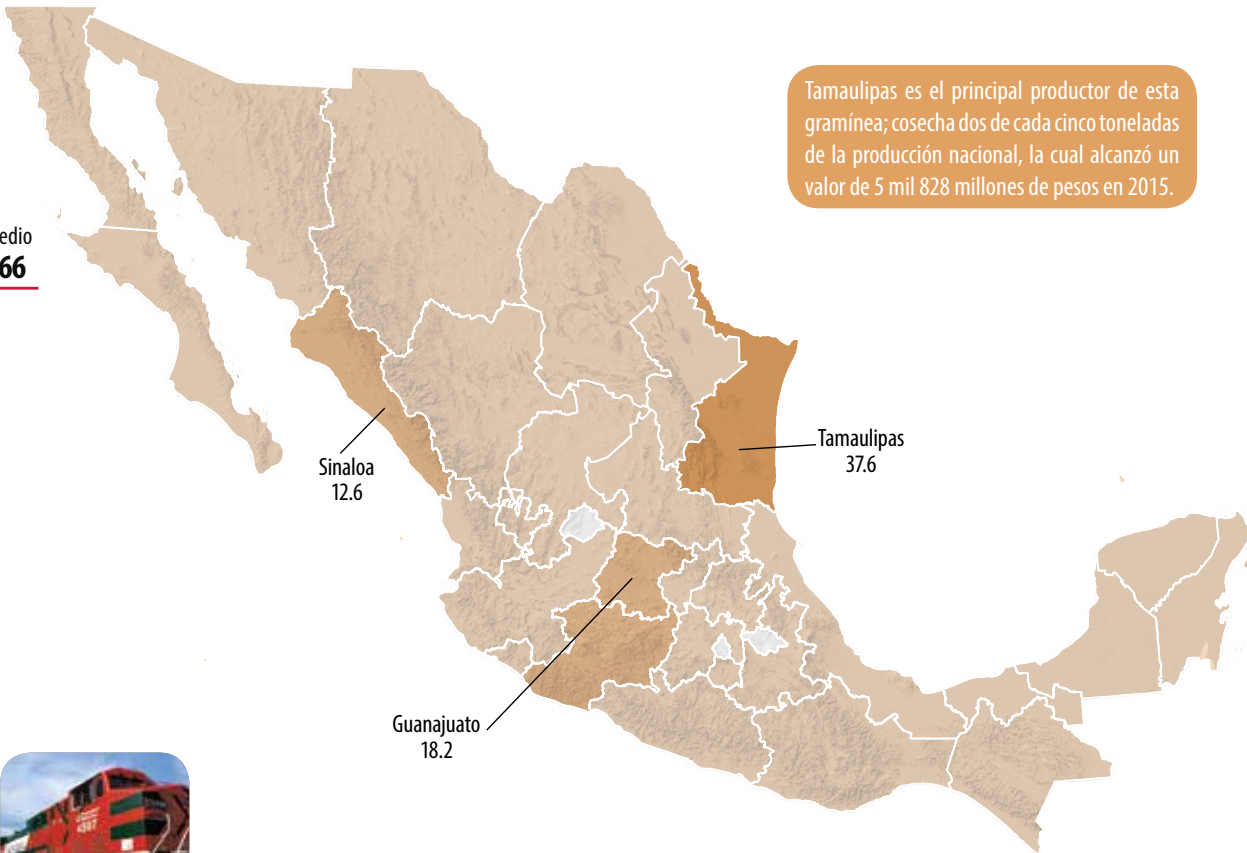 Tamaulipas es el principal productor de esta
gramínea; cosecha dos de cada cinco toneladas
de la producción nacional, la cual alcanzó un
valor de 5 mil 828 millones de pesos en 2015.
edio
66
Tamaulipas
37.6
Sinaloa
12.6
Guanajuato
18.2